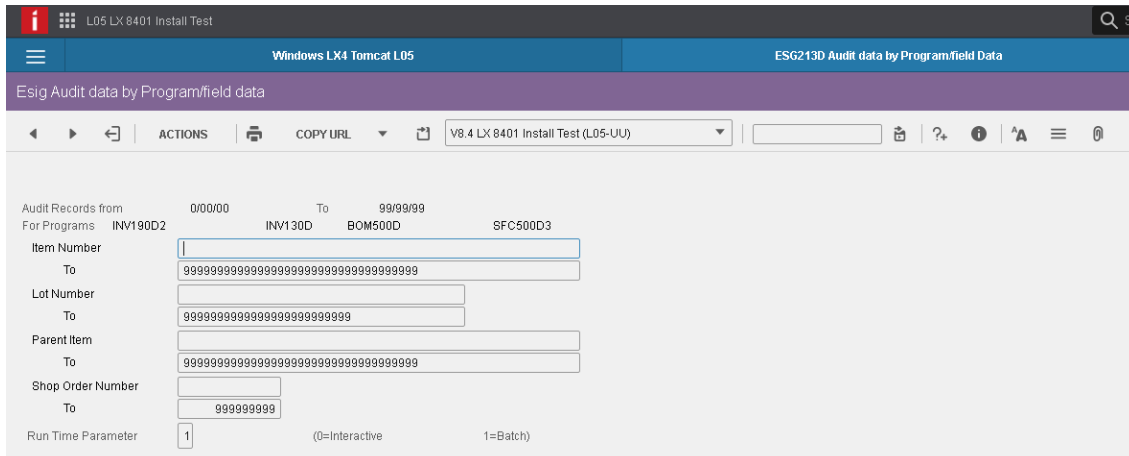 i L05 LX 8401 Install Test
Windows LX4 Tomcat L05 ESG213D Audit data by Program/field Data
Esig Audit data by Program/field data
ACTIONS COPY URL V8.4 LX 8401 Install Test (L05-UU) ?+ i AA
Audit Records from 0/00/00 To 99/99/99
For Programs INV190D2 INV130D BOM500D SFC500D3
Item Number
To 99999999999999999999999999999999999
Lot Number
To 9999999999999999999999999
Parent Item
To 99999999999999999999999999999999999
Shop Order Number
To 999999999
Run Time Parameter 1 (0=Interactive 1=Batch)